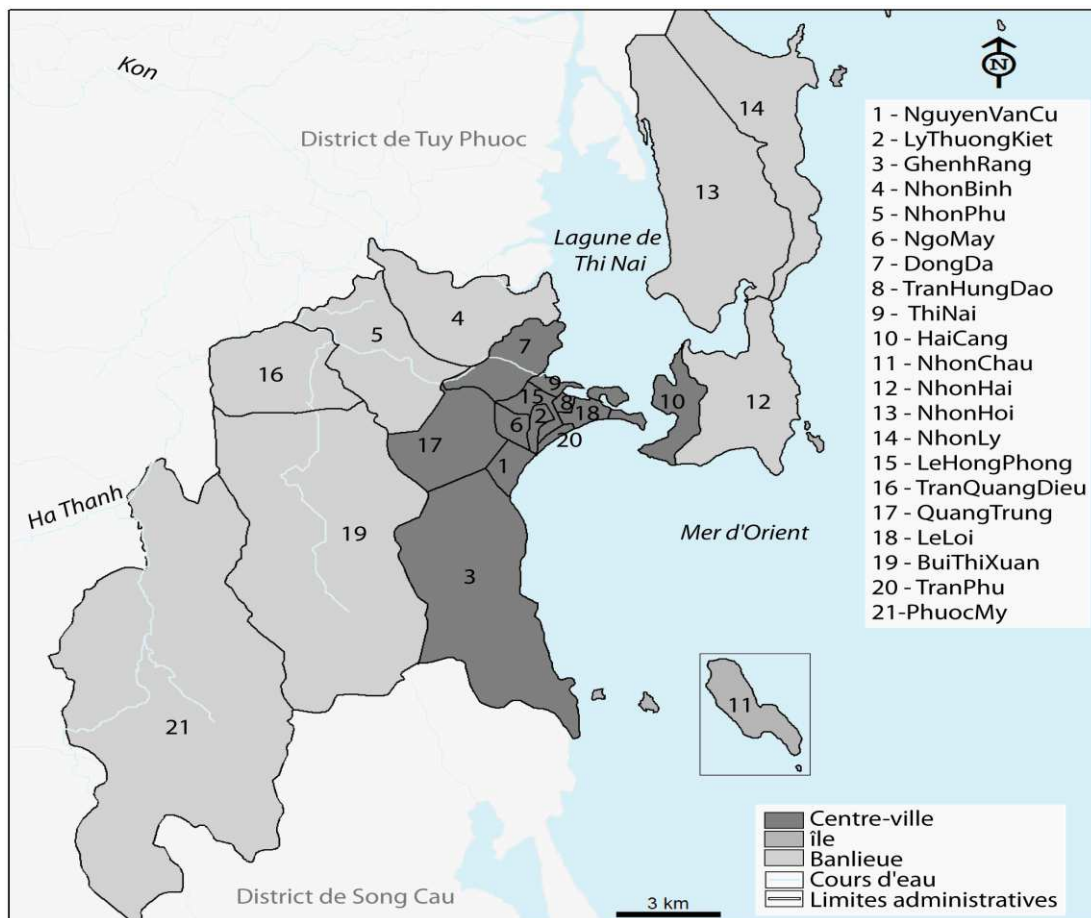 Kon
N
District de Tuy Phuoc
Lagune de
Thi Nai
Ha Thanh
Mer d'Orient
District de Song Cau
14
13
4
5
7
16
9
15
8
10
2
18
12
6
17
20
1
19
3
11
21
1 - NguyenVanCu
2 - LyThuongKiet
3 - GhenhRang
4 - NhonBinh
5 - NhonPhu
6 - NgoMay
7 - DongDa
8 - TranHungDao
9 - ThiNai
10 - HaiCang
11 - NhonChau
12 - NhonHai
13 - NhonHoi
14 - NhonLy
15 - LeHongPhong
16 - TranQuangDieu
17 - QuangTrung
18 - LeLoi
19 - BuiThiXuan
20 - TranPhu
21-PhuocMy
Centre-ville
île
Banlieue
Cours d'eau
Limites administratives
3 km